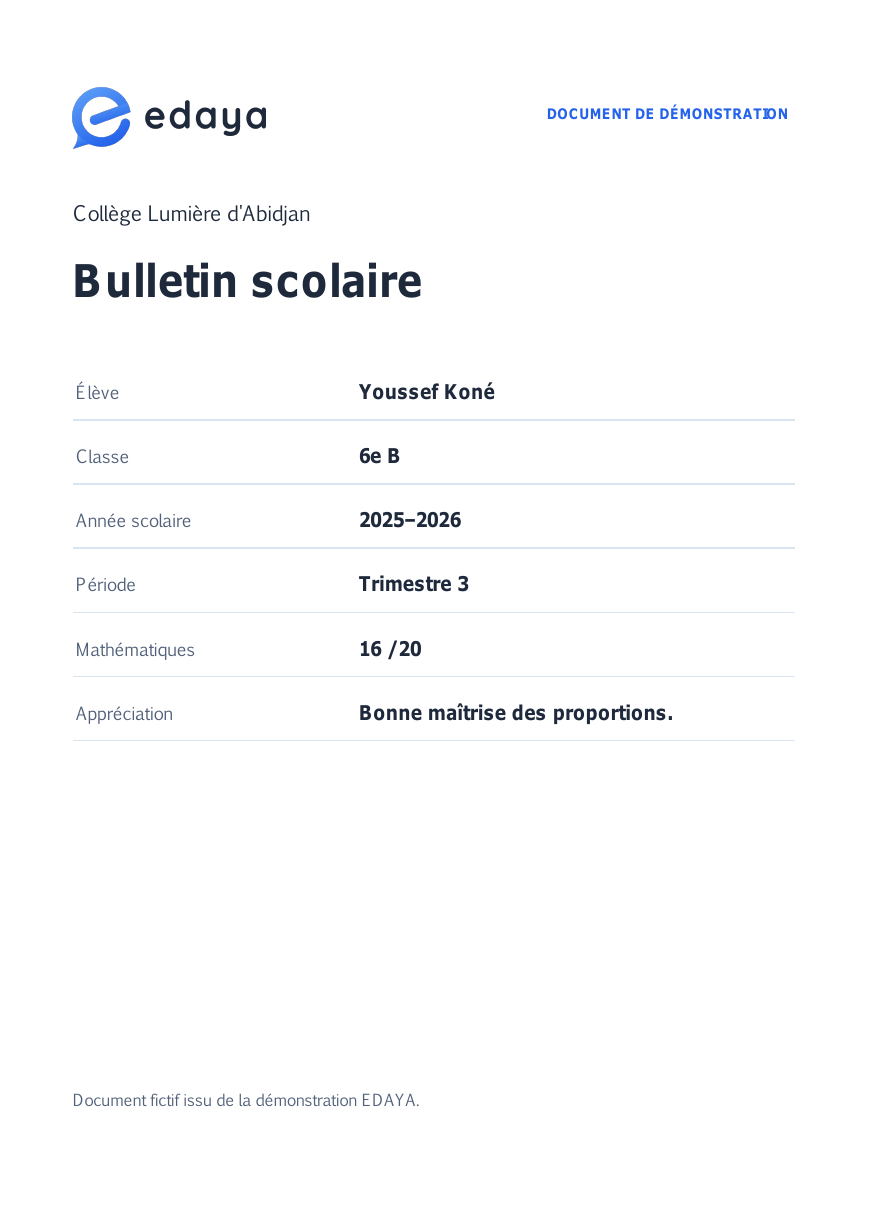 edaya
DOCUMENT DE DÉMONSTRATION
Collège Lumière d'Abidjan
Bulletin scolaire
Élève Youssef Koné
Classe 6e B
Année scolaire 2025–2026
Période Trimestre 3
Mathématiques 16 /20
Appréciation Bonne maîtrise des proportions.
Document fictif issu de la démonstration EDAYA.